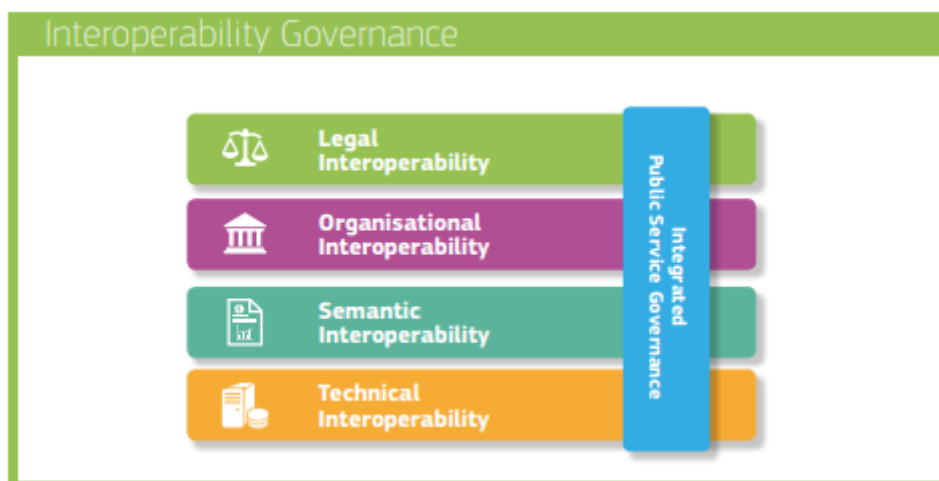 Interoperability Governance
Legal
Interoperability
Organisational
Interoperability
Semantic
Interoperability
Technical
Interoperability
Integrated
Public Service Governance